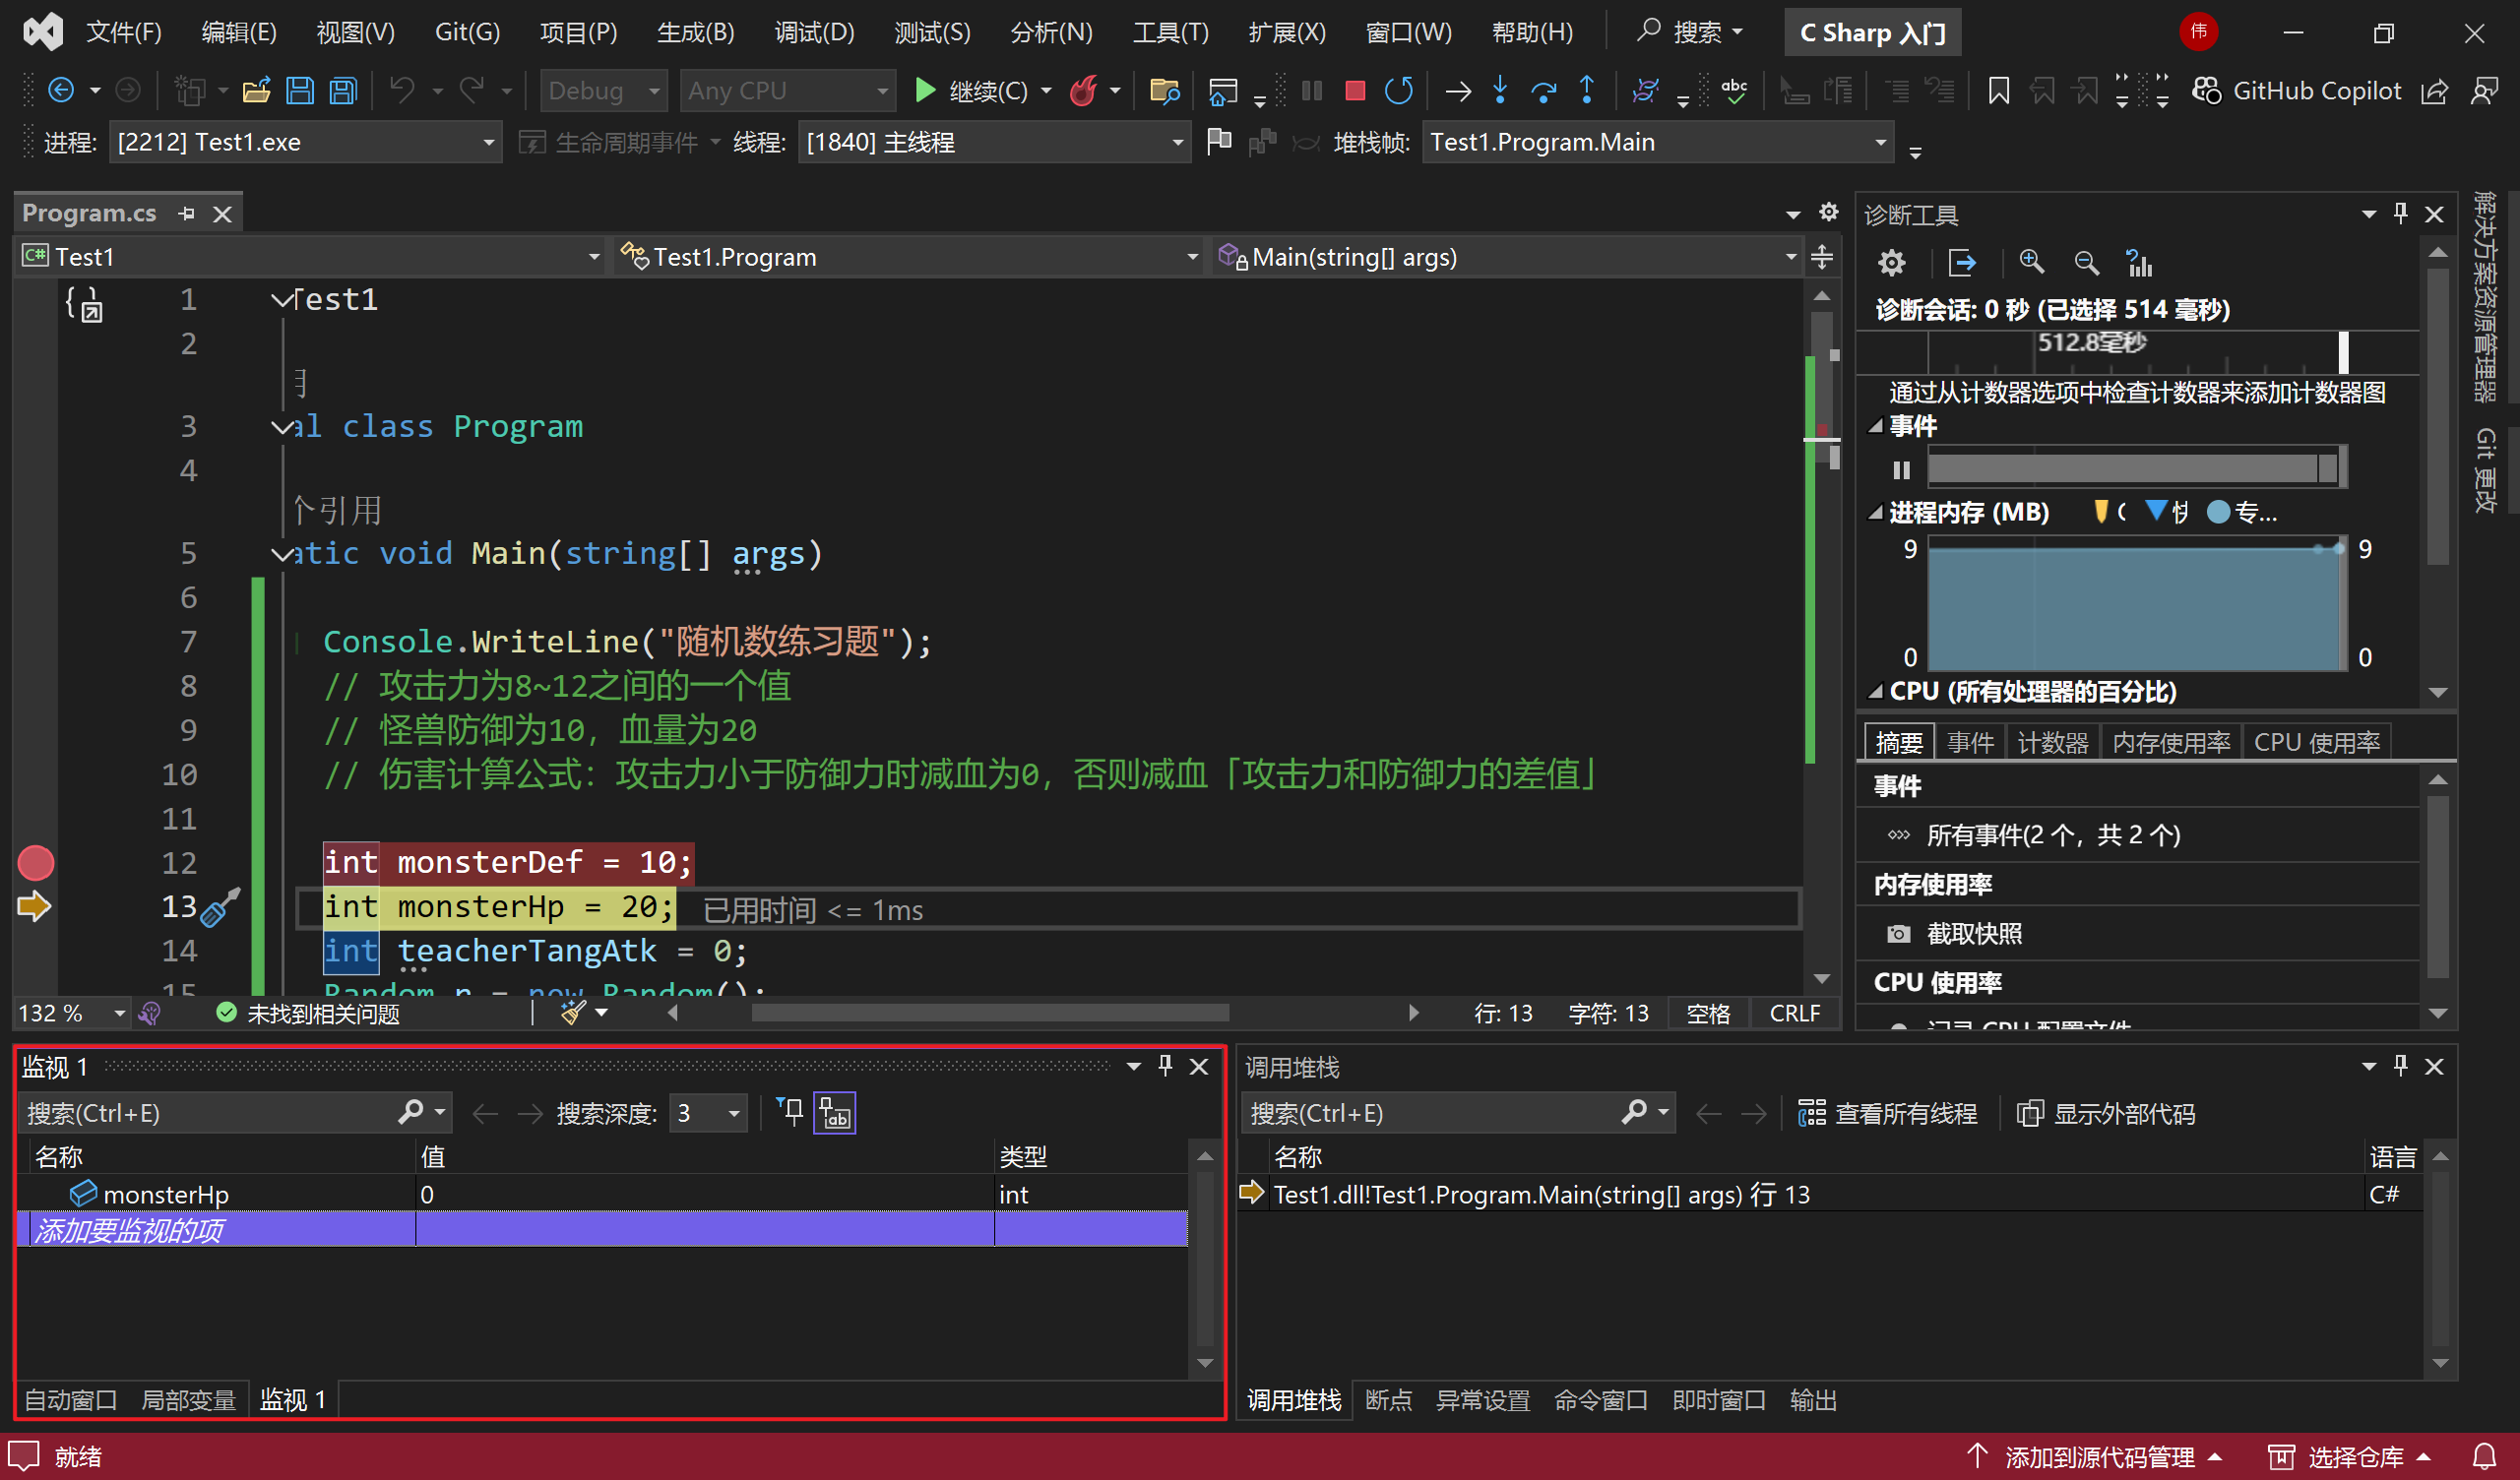 文件(F) 编辑(E) 视图(V) Git(G) 项目(P) 生成(B) 调试(D) 测试(S) 分析(N) 工具(T) 扩展(X) 窗口(W) 帮助(H) 搜索 C Sharp 入门 伟
Debug Any CPU 继续(C) abc GitHub Copilot
进程: [2212] Test1.exe 生命周期事件 线程: [1840] 主线程 堆栈帧: Test1.Program.Main
Program.cs
C# Test1 Test1.Program Main(string[] args)
1 Test1
2
3 al class Program
4
个引用
5 atic void Main(string[] args)
6
7 Console.WriteLine("随机数练习题");
8 // 攻击力为8~12之间的一个值
9 // 怪兽防御为10，血量为20
10 // 伤害计算公式：攻击力小于防御力时减血为0，否则减血「攻击力和防御力的差值」
11
12 int monsterDef = 10;
13 int monsterHp = 20; 已用时间 <= 1ms
14 int teacherTangAtk = 0;
15 Random r = new Random();
132 % 未找到相关问题 行: 13 字符: 13 空格 CRLF
诊断工具
诊断会话: 0 秒 (已选择 514 毫秒)
512.8毫秒
通过从计数器选项中检查计数器来添加计数器图
事件
进程内存 (MB) 快 专...
9 9
0 0
CPU (所有处理器的百分比)
摘要 事件 计数器 内存使用率 CPU 使用率
事件
所有事件(2 个，共 2 个)
内存使用率
截取快照
CPU 使用率
记录 CPU 配置文件
解决方案资源管理器
Git 更改
监视 1
搜索(Ctrl+E) 搜索深度: 3 ab
名称 值 类型
monsterHp 0 int
添加要监视的项
自动窗口 局部变量 监视 1
调用堆栈
搜索(Ctrl+E) 查看所有线程 显示外部代码
名称 语言
Test1.dll!Test1.Program.Main(string[] args) 行 13 C#
调用堆栈 断点 异常设置 命令窗口 即时窗口 输出
就绪 添加到源代码管理 选择仓库